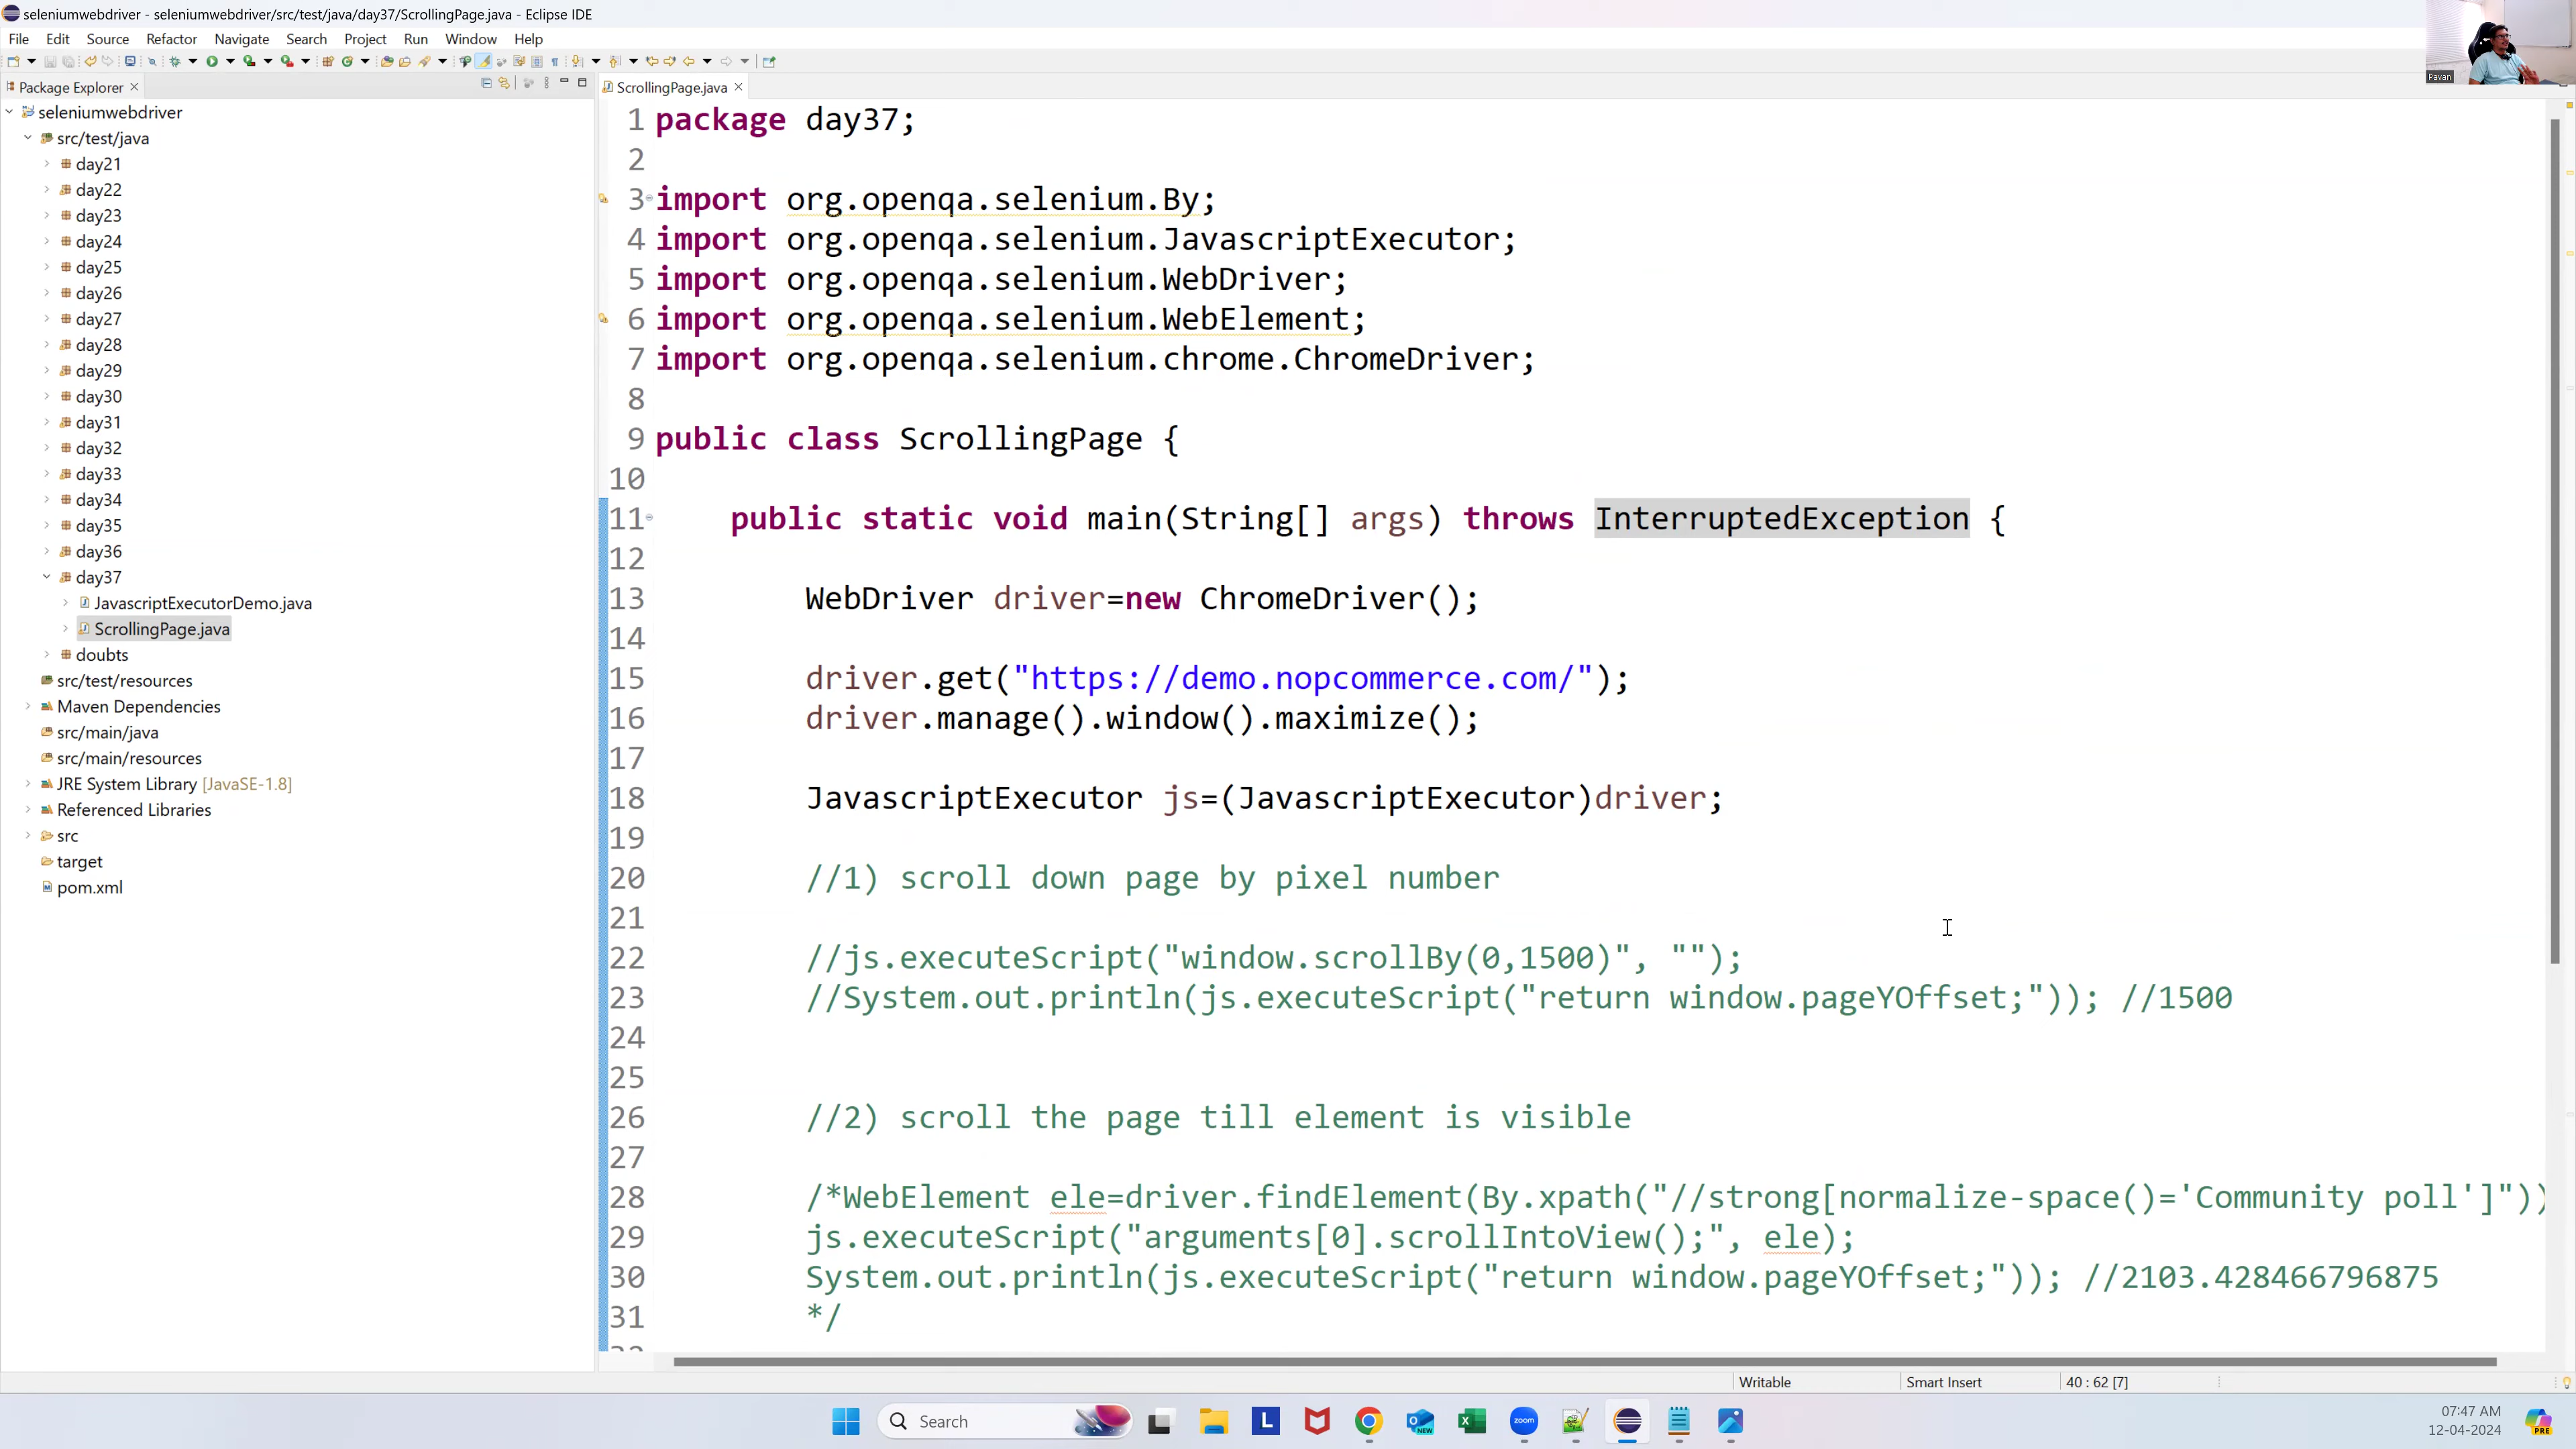 seleniumwebdriver - seleniumwebdriver/src/test/java/day37/ScrollingPage.java - Eclipse IDE
File Edit Source Refactor Navigate Search Project Run Window Help
Pavan
Package Explorer
seleniumwebdriver
src/test/java
day21
day22
day23
day24
day25
day26
day27
day28
day29
day30
day31
day32
day33
day34
day35
day36
day37
JavascriptExecutorDemo.java
ScrollingPage.java
doubts
src/test/resources
Maven Dependencies
src/main/java
src/main/resources
JRE System Library [JavaSE-1.8]
Referenced Libraries
src
target
pom.xml
ScrollingPage.java
1 package day37;
2
3 import org.openqa.selenium.By;
4 import org.openqa.selenium.JavascriptExecutor;
5 import org.openqa.selenium.WebDriver;
6 import org.openqa.selenium.WebElement;
7 import org.openqa.selenium.chrome.ChromeDriver;
8
9 public class ScrollingPage {
10
11 public static void main(String[] args) throws InterruptedException {
12
13 WebDriver driver=new ChromeDriver();
14
15 driver.get("https://demo.nopcommerce.com/");
16 driver.manage().window().maximize();
17
18 JavascriptExecutor js=(JavascriptExecutor)driver;
19
20 //1) scroll down page by pixel number
21
22 //js.executeScript("window.scrollBy(0,1500)", "");
23 //System.out.println(js.executeScript("return window.pageYOffset;")); //1500
24
25
26 //2) scroll the page till element is visible
27
28 /*WebElement ele=driver.findElement(By.xpath("//strong[normalize-space()='Community poll']"))
29 js.executeScript("arguments[0].scrollIntoView();", ele);
30 System.out.println(js.executeScript("return window.pageYOffset;")); //2103.428466796875
31 */
Writable Smart Insert 40 : 62 [7]
Search
L
NEW
zoom
07:47 AM
12-04-2024
PRE